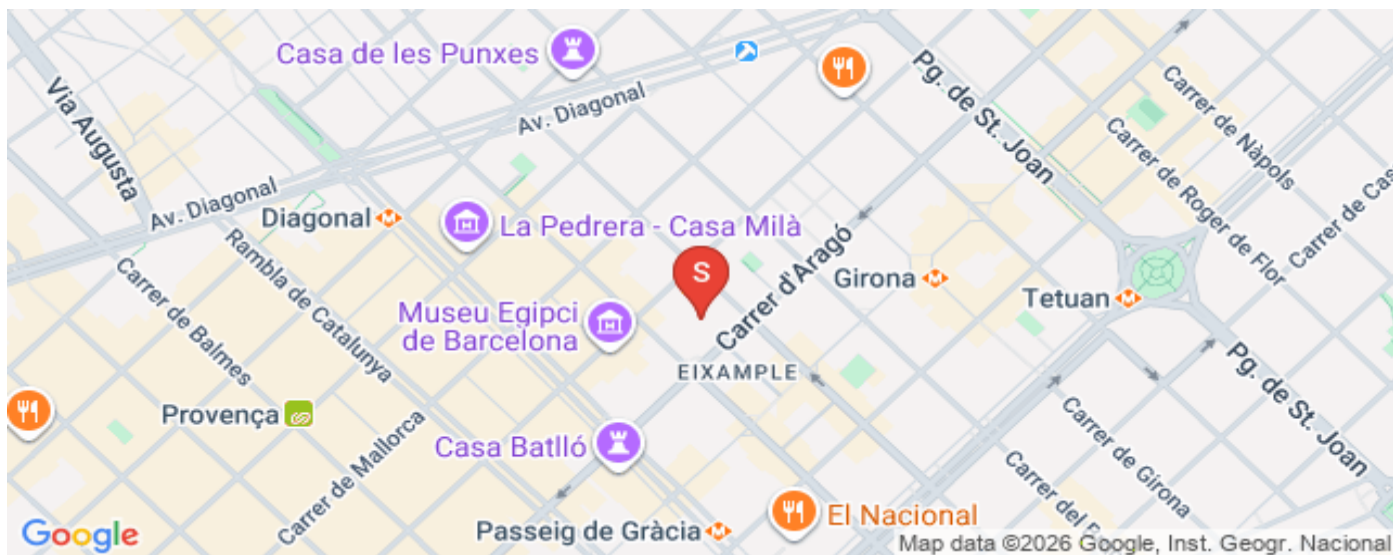 Casa de les Punxes
Av. Diagonal
Pg. de St. Joan
Carrer de Nàpols
Via Augusta
Carrer de Roger de Flor
Carrer de Cas
Av. Diagonal
Diagonal
La Pedrera - Casa Milà
Rambla de Catalunya
S
Carrer d'Aragó
Girona
Tetuan
Carrer de Balmes
Museu Egipci
de Barcelona
EIXAMPLE
Pg. de St. Joan
Provença
Carrer de Mallorca
Casa Batlló
Carrer de Girona
Carrer del
Passeig de Gràcia
El Nacional
Google
Map data ©2026 Google, Inst. Geogr. Nacional